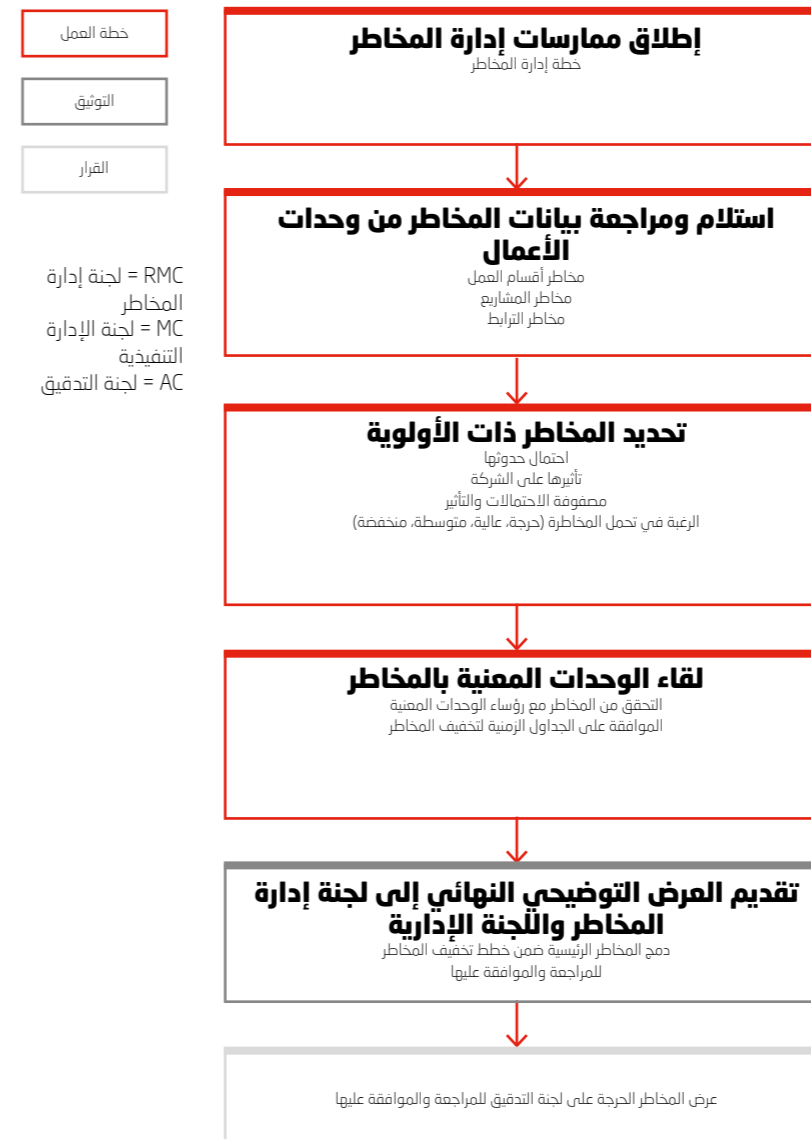 خطة العمل
التوثيق
القرار
RMC = لجنة إدارة
المخاطر
MC = لجنة الإدارة
التنفيذية
AC = لجنة التدقيق
إطلاق ممارسات إدارة المخاطر
خطة إدارة المخاطر
استلام ومراجعة بيانات المخاطر من وحدات
الأعمال
مخاطر أقسام العمل
مخاطر المشاريع
مخاطر الترابط
تحديد المخاطر ذات الأولوية
احتمال حدوثها
تأثيرها على الشركة
مصفوفة الاحتمالات والتأثير
الرغبة في تحمل المخاطرة (حرجة، عالية، متوسطة، منخفضة)
لقاء الوحدات المعنية بالمخاطر
التحقق من المخاطر مع رؤساء الوحدات المعنية
الموافقة على الجداول الزمنية لتخفيف المخاطر
تقديم العرض التوضيحي النهائي إلى لجنة إدارة
المخاطر واللجنة الإدارية
دمج المخاطر الرئيسية ضمن خطط تخفيف المخاطر
للمراجعة والموافقة عليها
عرض المخاطر الحرجة على لجنة التدقيق للمراجعة والموافقة عليها